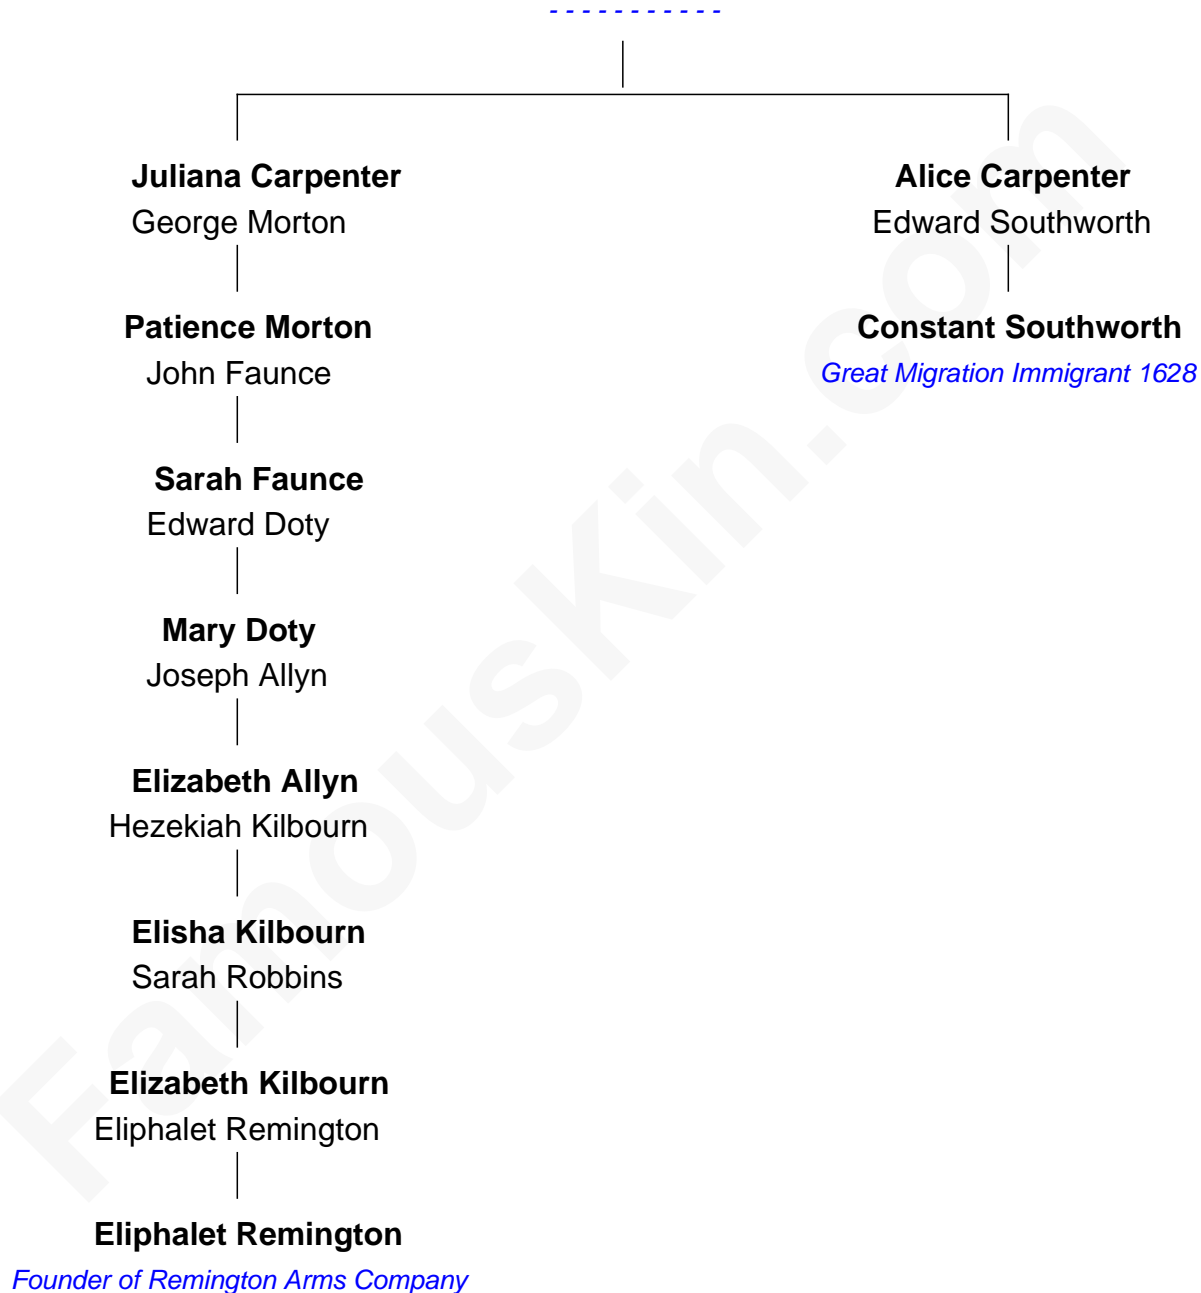 - - - - - - - - - - -
Juliana Carpenter
George Morton
Alice Carpenter
Edward Southworth
Patience Morton
John Faunce
Constant Southworth
Great Migration Immigrant 1628
Sarah Faunce
Edward Doty
Mary Doty
Joseph Allyn
Elizabeth Allyn
Hezekiah Kilbourn
Elisha Kilbourn
Sarah Robbins
Elizabeth Kilbourn
Eliphalet Remington
Eliphalet Remington
Founder of Remington Arms Company
FamousKin.com